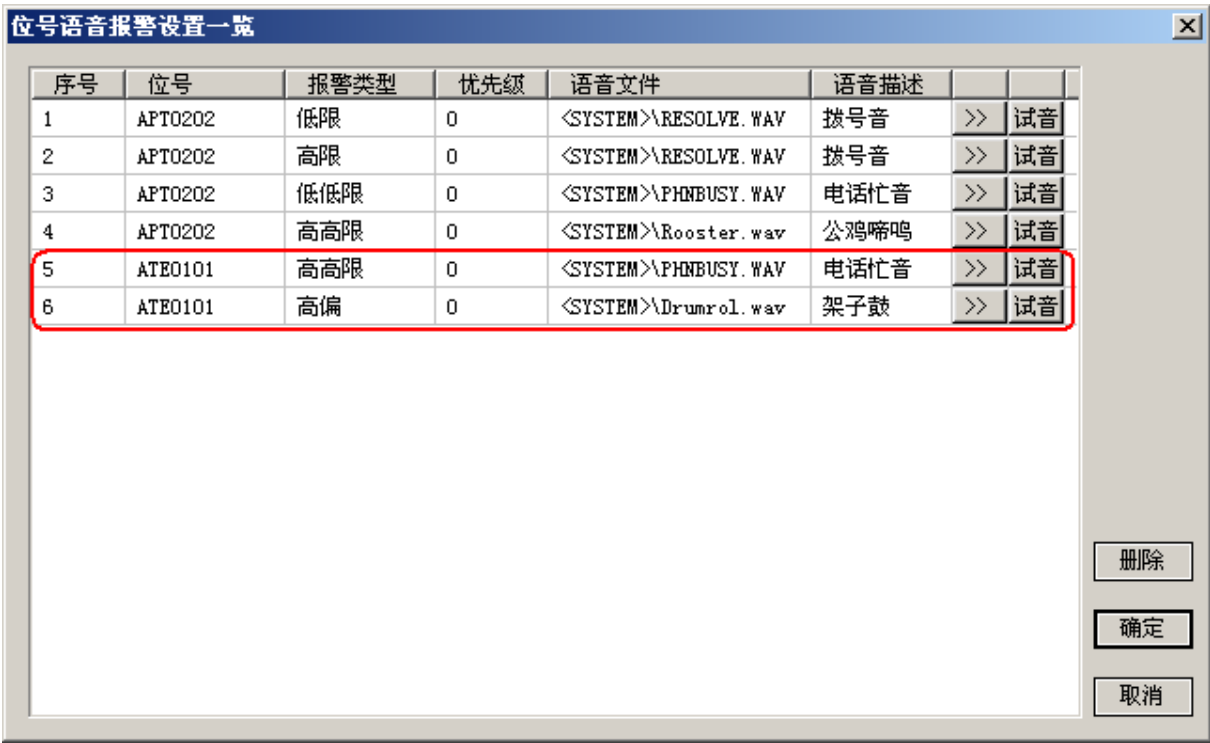 位号语音报警设置一览
序号 位号 报警类型 优先级 语音文件 语音描述
1 APT0202 低限 0 <SYSTEM>\RESOLVE.WAV 拨号音 >> 试音
2 APT0202 高限 0 <SYSTEM>\RESOLVE.WAV 拨号音 >> 试音
3 APT0202 低低限 0 <SYSTEM>\PHNBUSY.WAV 电话忙音 >> 试音
4 APT0202 高高限 0 <SYSTEM>\Rooster.wav 公鸡啼鸣 >> 试音
5 ATE0101 高高限 0 <SYSTEM>\PHNBUSY.WAV 电话忙音 >> 试音
6 ATE0101 高偏 0 <SYSTEM>\Drumrol.wav 架子鼓 >> 试音
删除
确定
取消